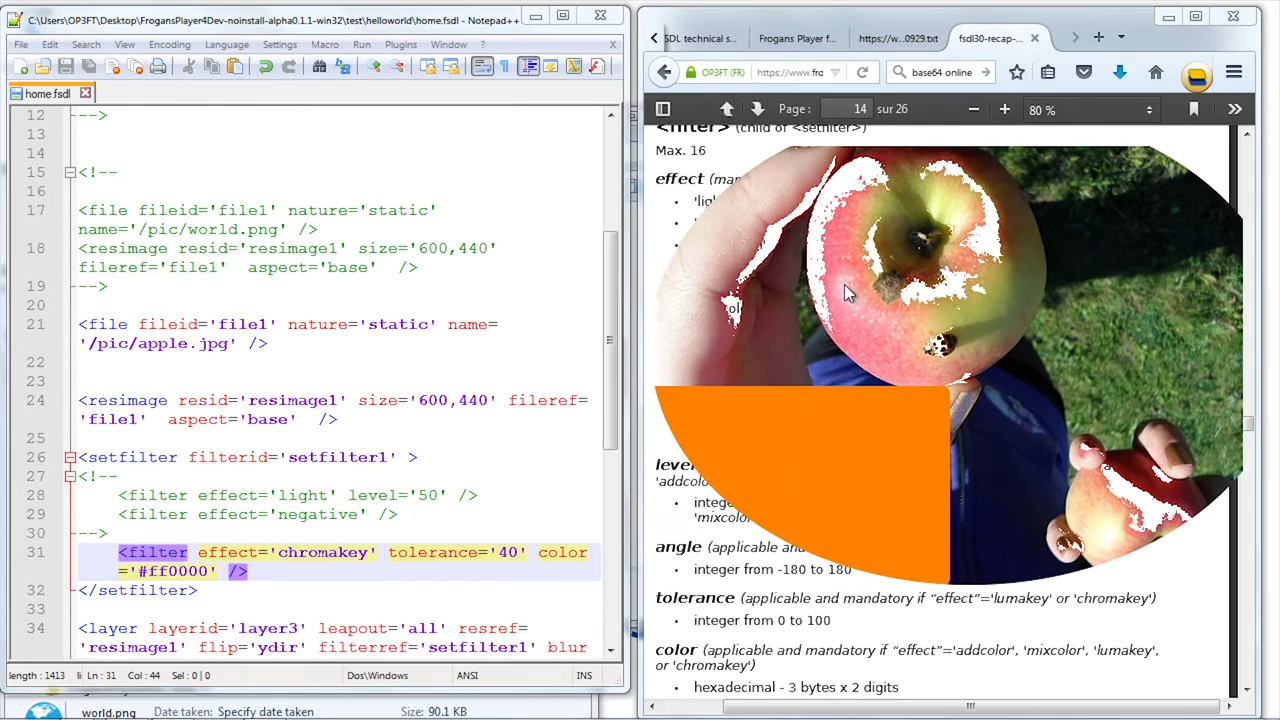 C:\Users\OP3FT\Desktop\FrogansPlayer4Dev-noinstall-alpha0.1.1-win32\test\helloworld\home.fsdl - Notepad++
File Edit Search View Encoding Language Settings Macro Run Plugins Window ? X
home.fsdl
12 -->
13
14
15 <!--
16
17 <file fileid='file1' nature='static'
name='/pic/world.png' />
18 <resimage resid='resimage1' size='600,440'
fileref='file1' aspect='base' />
19 -->
20
21 <file fileid='file1' nature='static' name=
'/pic/apple.jpg' />
22
23
24 <resimage resid='resimage1' size='600,440' fileref=
'file1' aspect='base' />
25
26 <setfilter filterid='setfilter1' >
27 <!--
28 <filter effect='light' level='50' />
29 <filter effect='negative' />
30 -->
31 <filter effect='chromakey' tolerance='40' color
='#ff0000' />
32 </setfilter>
33
34 <layer layerid='layer3' leapout='all' resref=
'resimage1' flip='ydir' filterref='setfilter1' blur
length : 1413 li Ln : 31 Col : 44 Sel : 0 | 0 Dos\Windows ANSI INS
world.png Date taken: Specify date taken Size: 90.1 KB
SDL technical s... Frogans Player f... https://w...0929.txt fsdl30-recap-...
OP3FT (FR) https://www.fro base64 online
Page : 14 sur 26 80 %
<filter> (child of <setfilter>)
Max. 16
effect (man
'ligh
level
'addcolo
intege
'mixcolor
angle (applicable and
integer from -180 to 180
tolerance (applicable and mandatory if "effect"='lumakey' or 'chromakey')
integer from 0 to 100
color (applicable and mandatory if "effect"='addcolor', 'mixcolor', 'lumakey',
or 'chromakey')
hexadecimal - 3 bytes x 2 digits